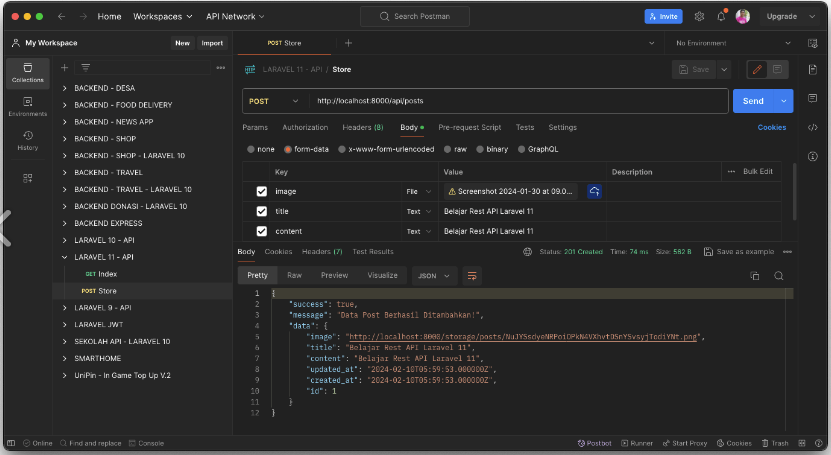 Home Workspaces API Network Search Postman Invite Upgrade
My Workspace New Import POST Store No Environment
Collections
Environments
History
BACKEND - DESA
BACKEND - FOOD DELIVERY
BACKEND - NEWS APP
BACKEND - SHOP
BACKEND - SHOP - LARAVEL 10
BACKEND - TRAVEL
BACKEND - TRAVEL - LARAVEL 10
BACKEND DONASI - LARAVEL 10
BACKEND EXPRESS
LARAVEL 10 - API
LARAVEL 11 - API
GET Index
POST Store
LARAVEL 9 - API
LARAVEL JWT
SEKOLAH API - LARAVEL 10
SMARTHOME
UniPin - In Game Top Up V.2
LARAVEL 11 - API / Store Save
POST http://localhost:8000/api/posts Send
Params Authorization Headers (8) Body Pre-request Script Tests Settings Cookies
none form-data x-www-form-urlencoded raw binary GraphQL
Key Value Description Bulk Edit
image File Screenshot 2024-01-30 at 09.0...
title Text Belajar Rest API Laravel 11
content Text Belajar Rest API Laravel 11
Body Cookies Headers (7) Test Results Status: 201 Created Time: 74 ms Size: 562 B Save as example
Pretty Raw Preview Visualize JSON
1 {
2 "success": true,
3 "message": "Data Post Berhasil Ditambahkan!",
4 "data": {
5 "image": "http://localhost:8000/storage/posts/NuJYSsdyeNRPoiOPkN4VXhvtDSnYSvsyjTodiYNt.png",
6 "title": "Belajar Rest API Laravel 11",
7 "content": "Belajar Rest API Laravel 11",
8 "updated_at": "2024-02-10T05:59:53.000000Z",
9 "created_at": "2024-02-10T05:59:53.000000Z",
10 "id": 1
11 }
12 }
Online Find and replace Console Postbot Runner Start Proxy Cookies Trash